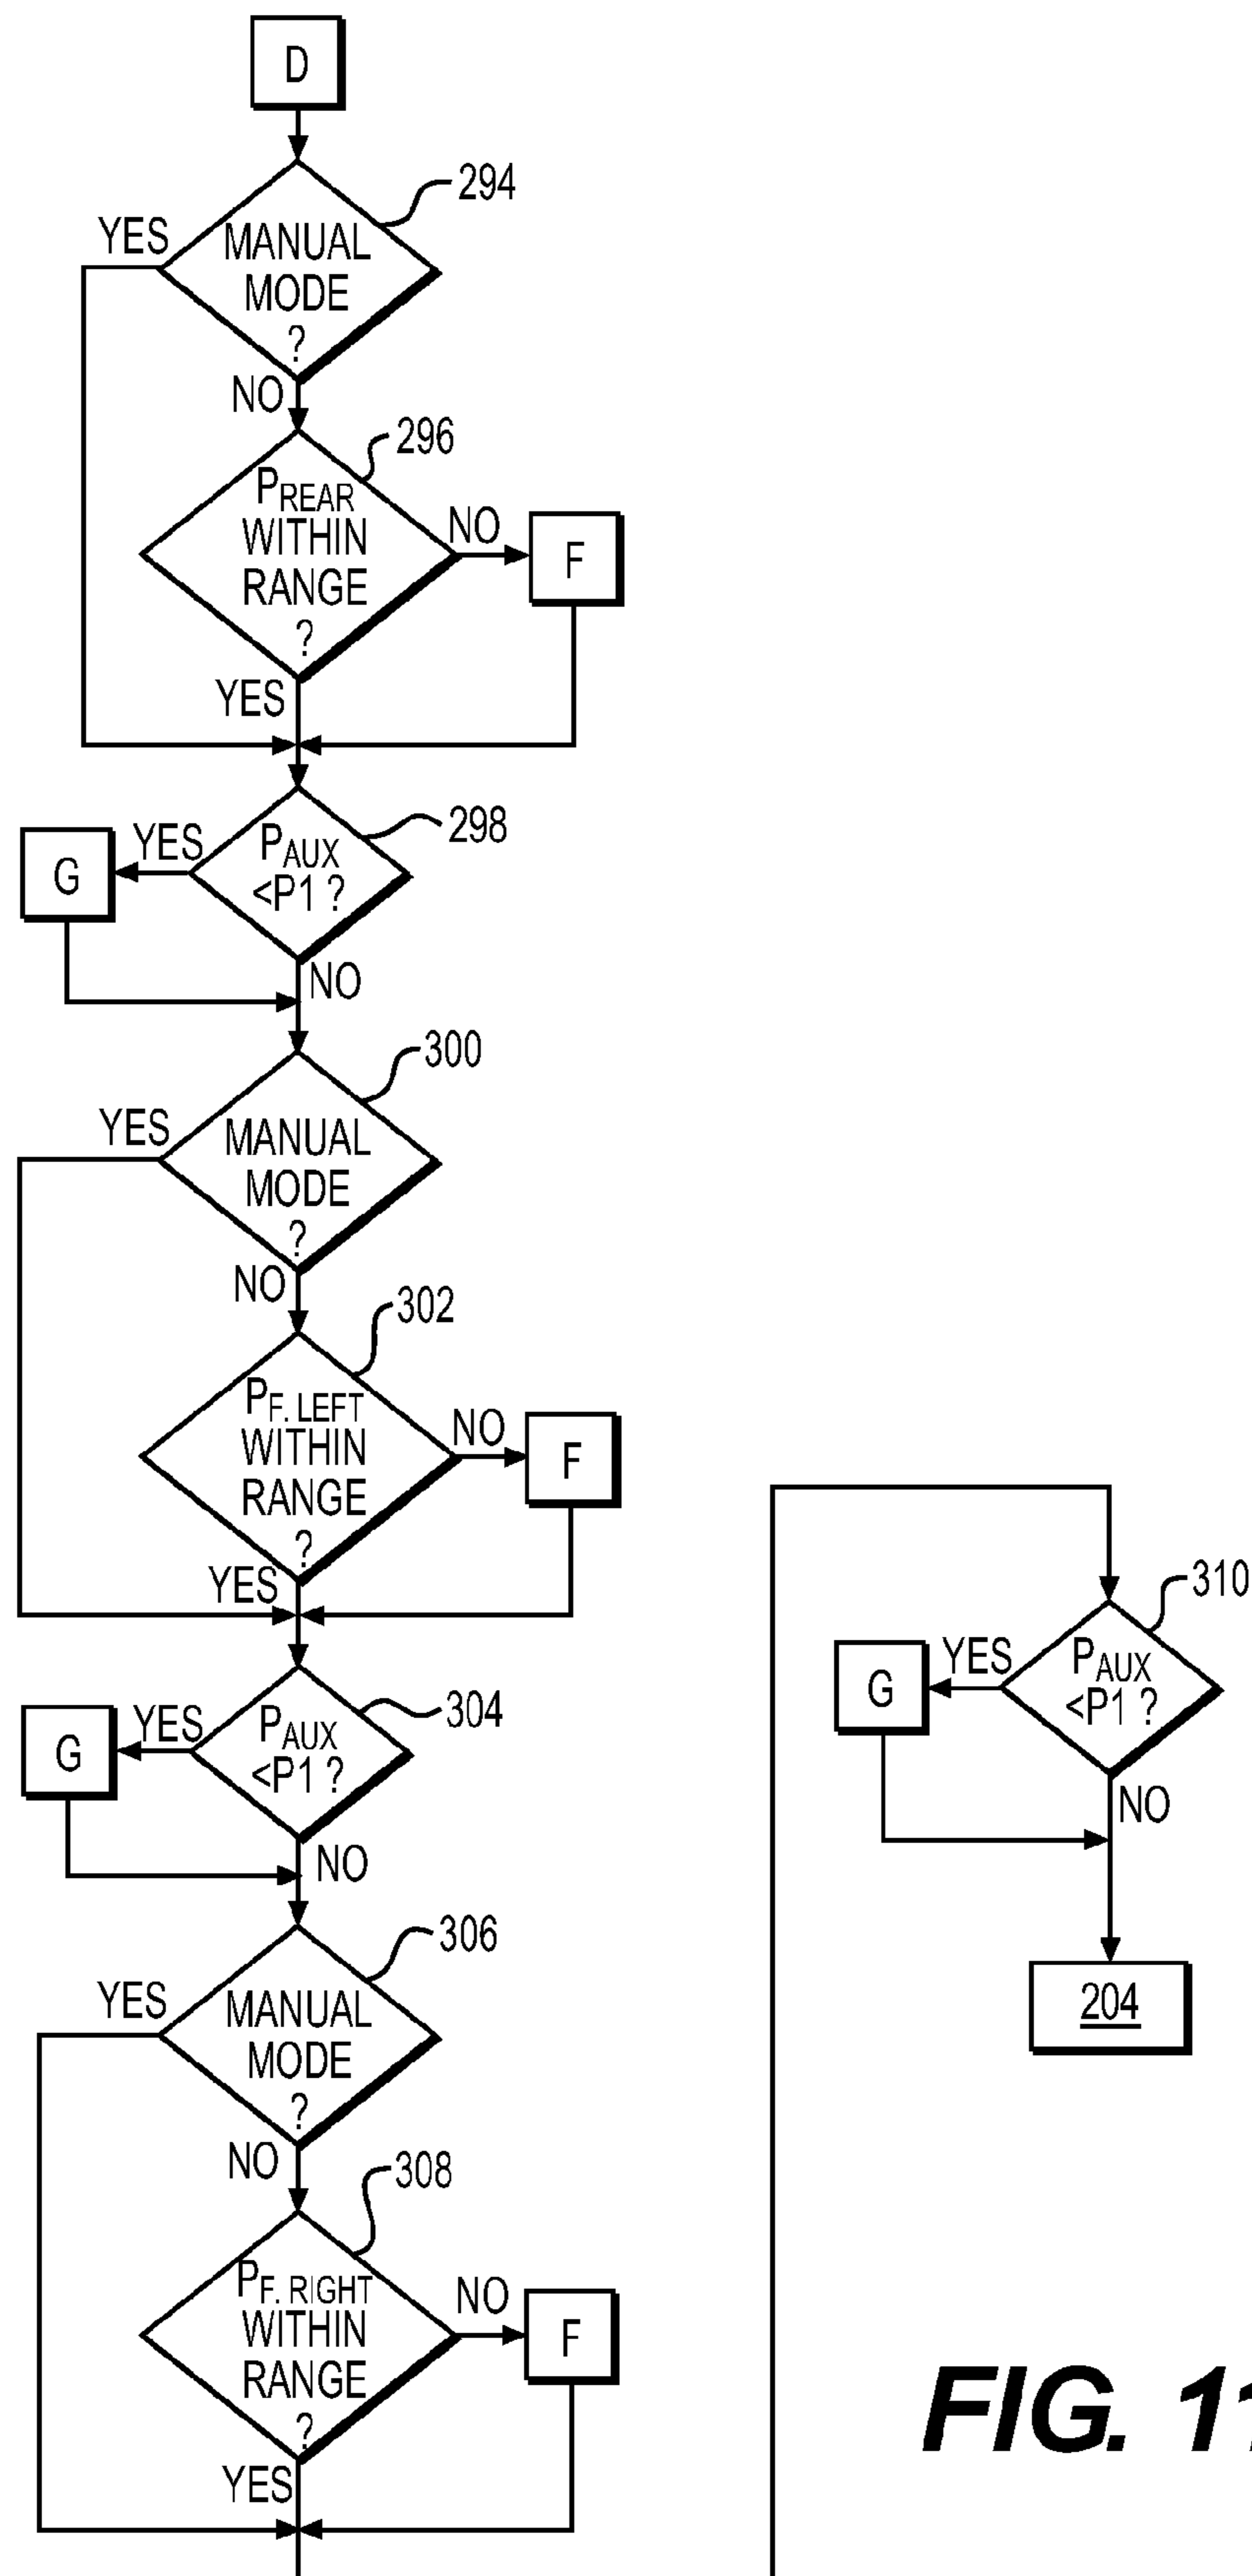 D
294
YES
MANUAL
MODE
?
NO
296
PREAR
WITHIN
RANGE
?
NO
F
YES
298
G
YES
PAUX
<P1 ?
NO
300
YES
MANUAL
MODE
?
NO
302
PF. LEFT
WITHIN
RANGE
?
NO
F
YES
304
G
YES
PAUX
<P1 ?
NO
306
YES
MANUAL
MODE
?
NO
308
PF. RIGHT
WITHIN
RANGE
?
NO
F
YES
310
G
YES
PAUX
<P1 ?
NO
204
FIG.